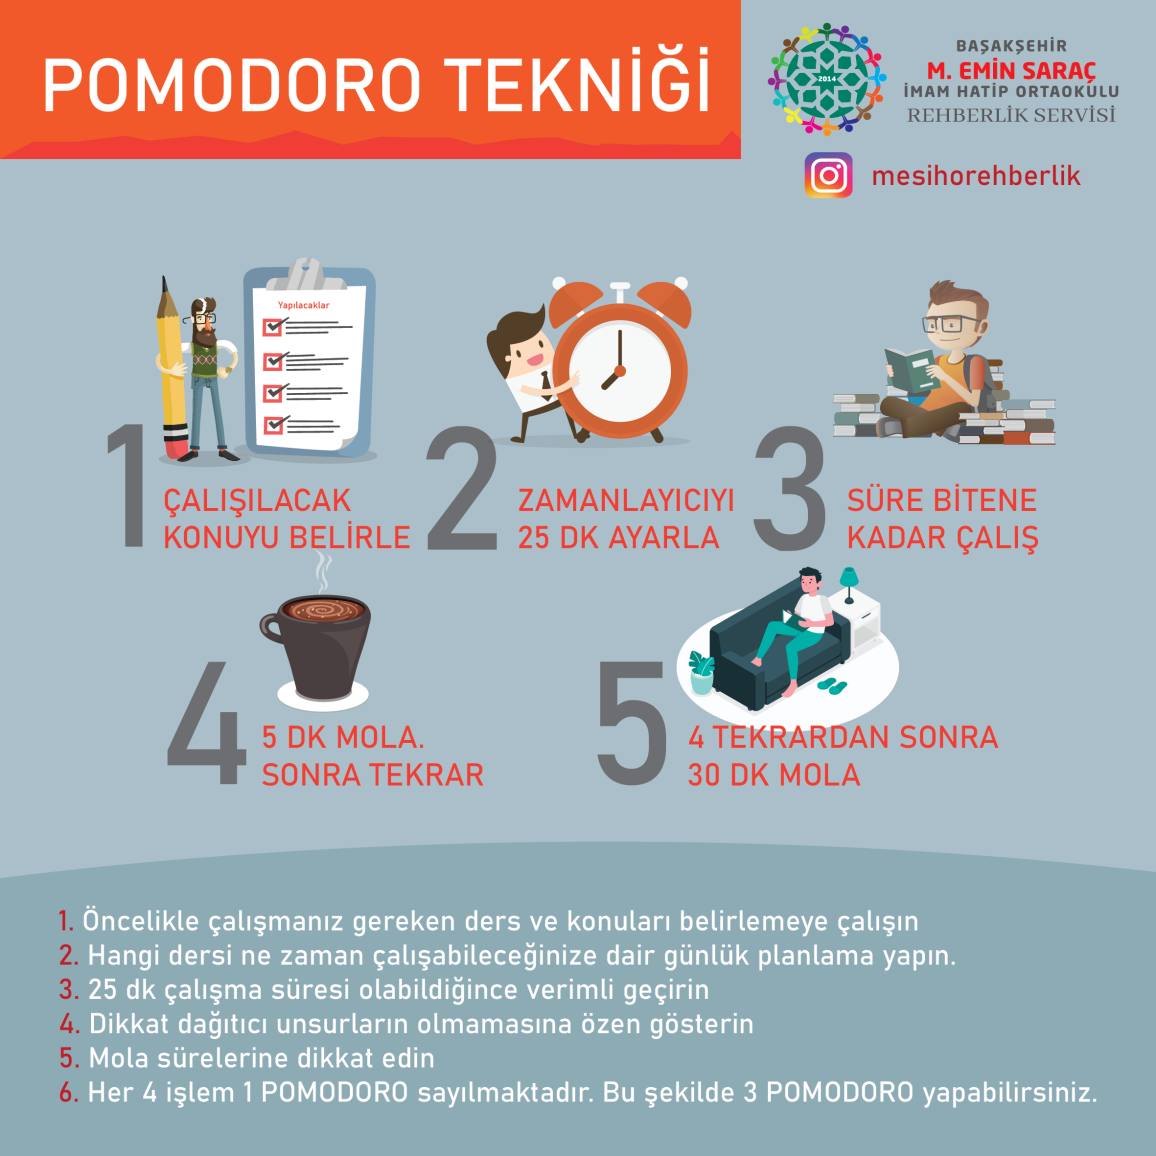 POMODORO TEKNİĞİ
2014
BAŞAKŞEHİR
M. EMİN SARAÇ
İMAM HATİP ORTAOKULU
REHBERLİK SERVİSİ
mesihorehberlik
Yapılacaklar
1
ÇALIŞILACAK
KONUYU BELİRLE
2
ZAMANLAYICIYI
25 DK AYARLA
3
SÜRE BİTENE
KADAR ÇALIŞ
4
5 DK MOLA.
SONRA TEKRAR
5
4 TEKRARDAN SONRA
30 DK MOLA
1. Öncelikle çalışmanız gereken ders ve konuları belirlemeye çalışın
2. Hangi dersi ne zaman çalışabileceğinize dair günlük planlama yapın.
3. 25 dk çalışma süresi olabildiğince verimli geçirin
4. Dikkat dağıtıcı unsurların olmamasına özen gösterin
5. Mola sürelerine dikkat edin
6. Her 4 işlem 1 POMODORO sayılmaktadır. Bu şekilde 3 POMODORO yapabilirsiniz.